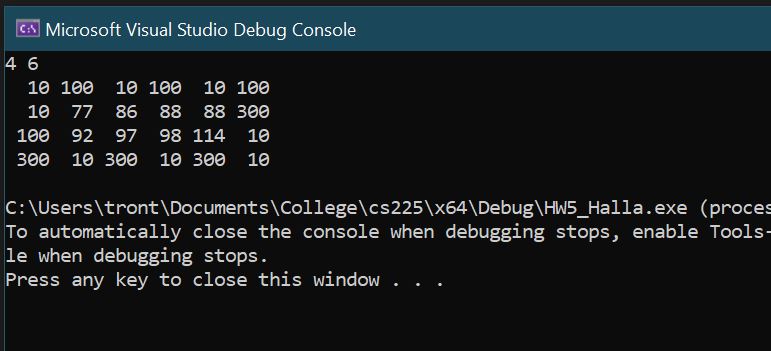 Microsoft Visual Studio Debug Console
4 6
  10 100  10 100  10 100
  10  77  86  88  88 300
 100  92  97  98 114  10
 300  10 300  10 300  10
C:\Users\tront\Documents\College\cs225\x64\Debug\HW5_Halla.exe (proces
To automatically close the console when debugging stops, enable Tools-
le when debugging stops.
Press any key to close this window . . .